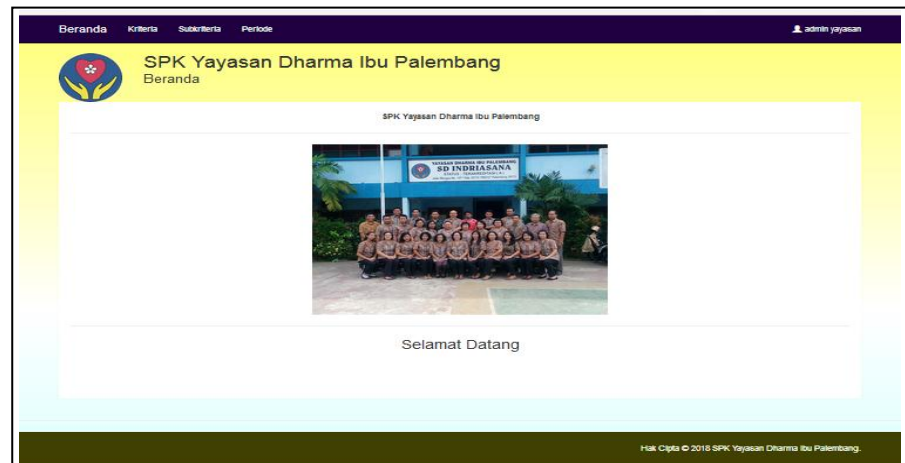 Beranda Kriteria Subkriteria Periode admin yayasan
SPK Yayasan Dharma Ibu Palembang
Beranda
SPK Yayasan Dharma Ibu Palembang
YAYASAN DHARMA IBU PALEMBANG
SD INDRIASANA
Selamat Datang
Hak Cipta © 2018 SPK Yayasan Dharma Ibu Palembang.